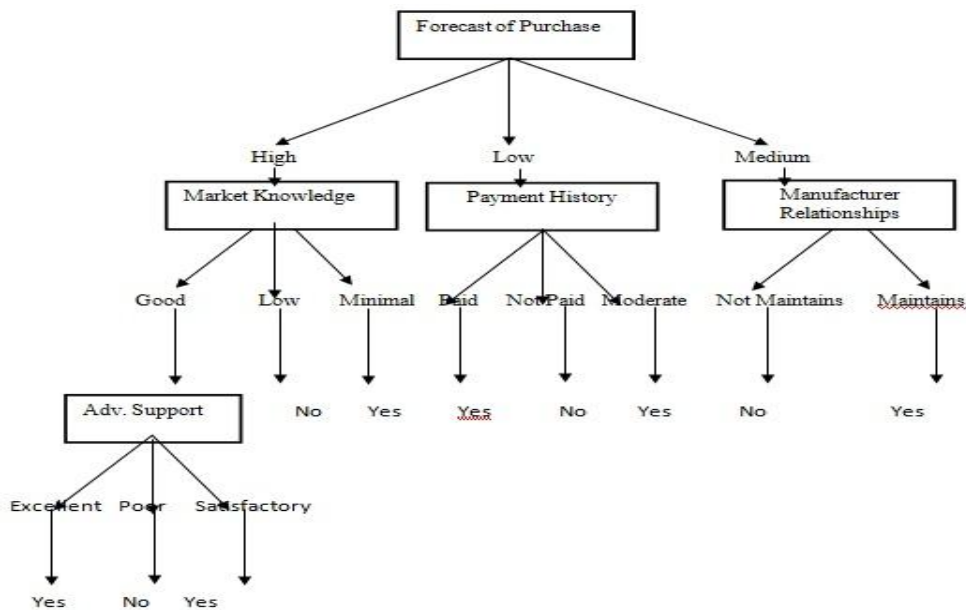 Forecast of Purchase
High Low Medium
Market Knowledge Payment History Manufacturer
Relationships
Good Low Minimal Paid Not Paid Moderate Not Maintains Maintains
Adv. Support No Yes Yes No Yes No Yes
Excellent Poor Satisfactory
Yes No Yes